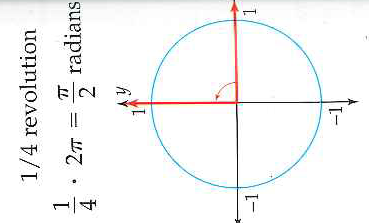 1/4 revolution
1/4 · 2π = π/2 radians
y
1
1
−1
−1